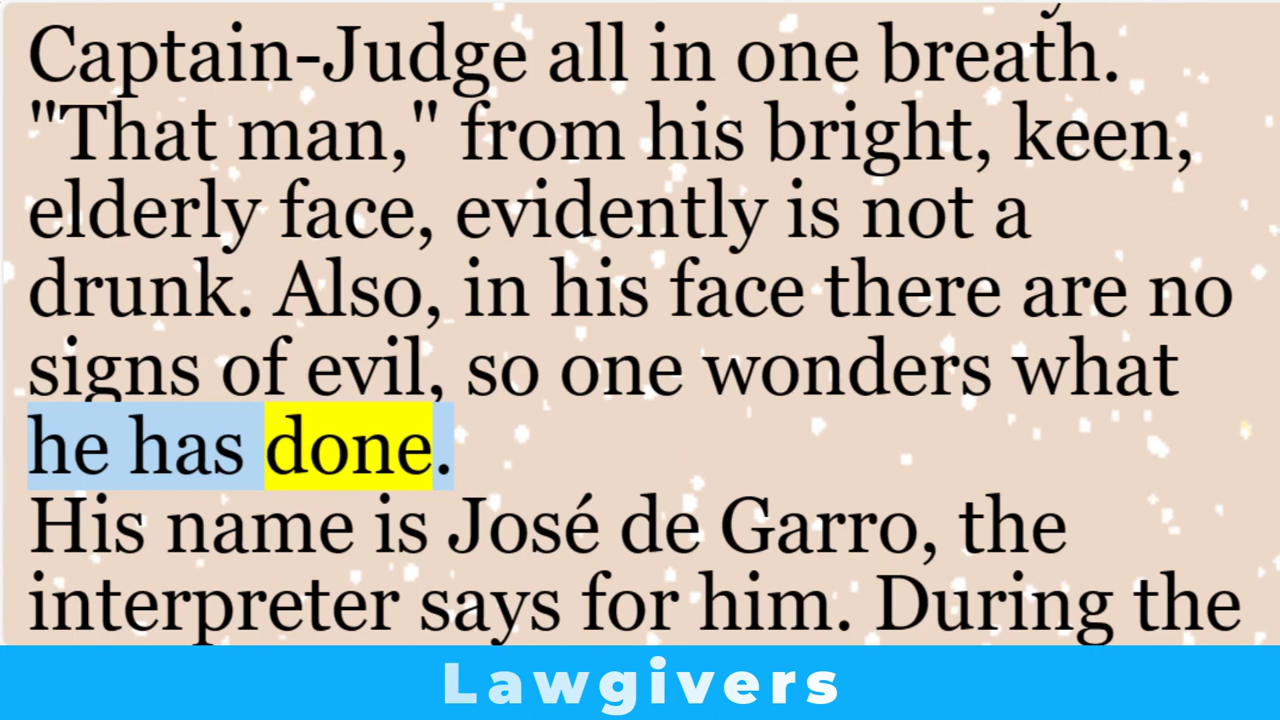 Captain-Judge all in one breath.
"That man," from his bright, keen,
elderly face, evidently is not a
drunk. Also, in his face there are no
signs of evil, so one wonders what
he has done.
His name is José de Garro, the
interpreter says for him. During the
Lawgivers